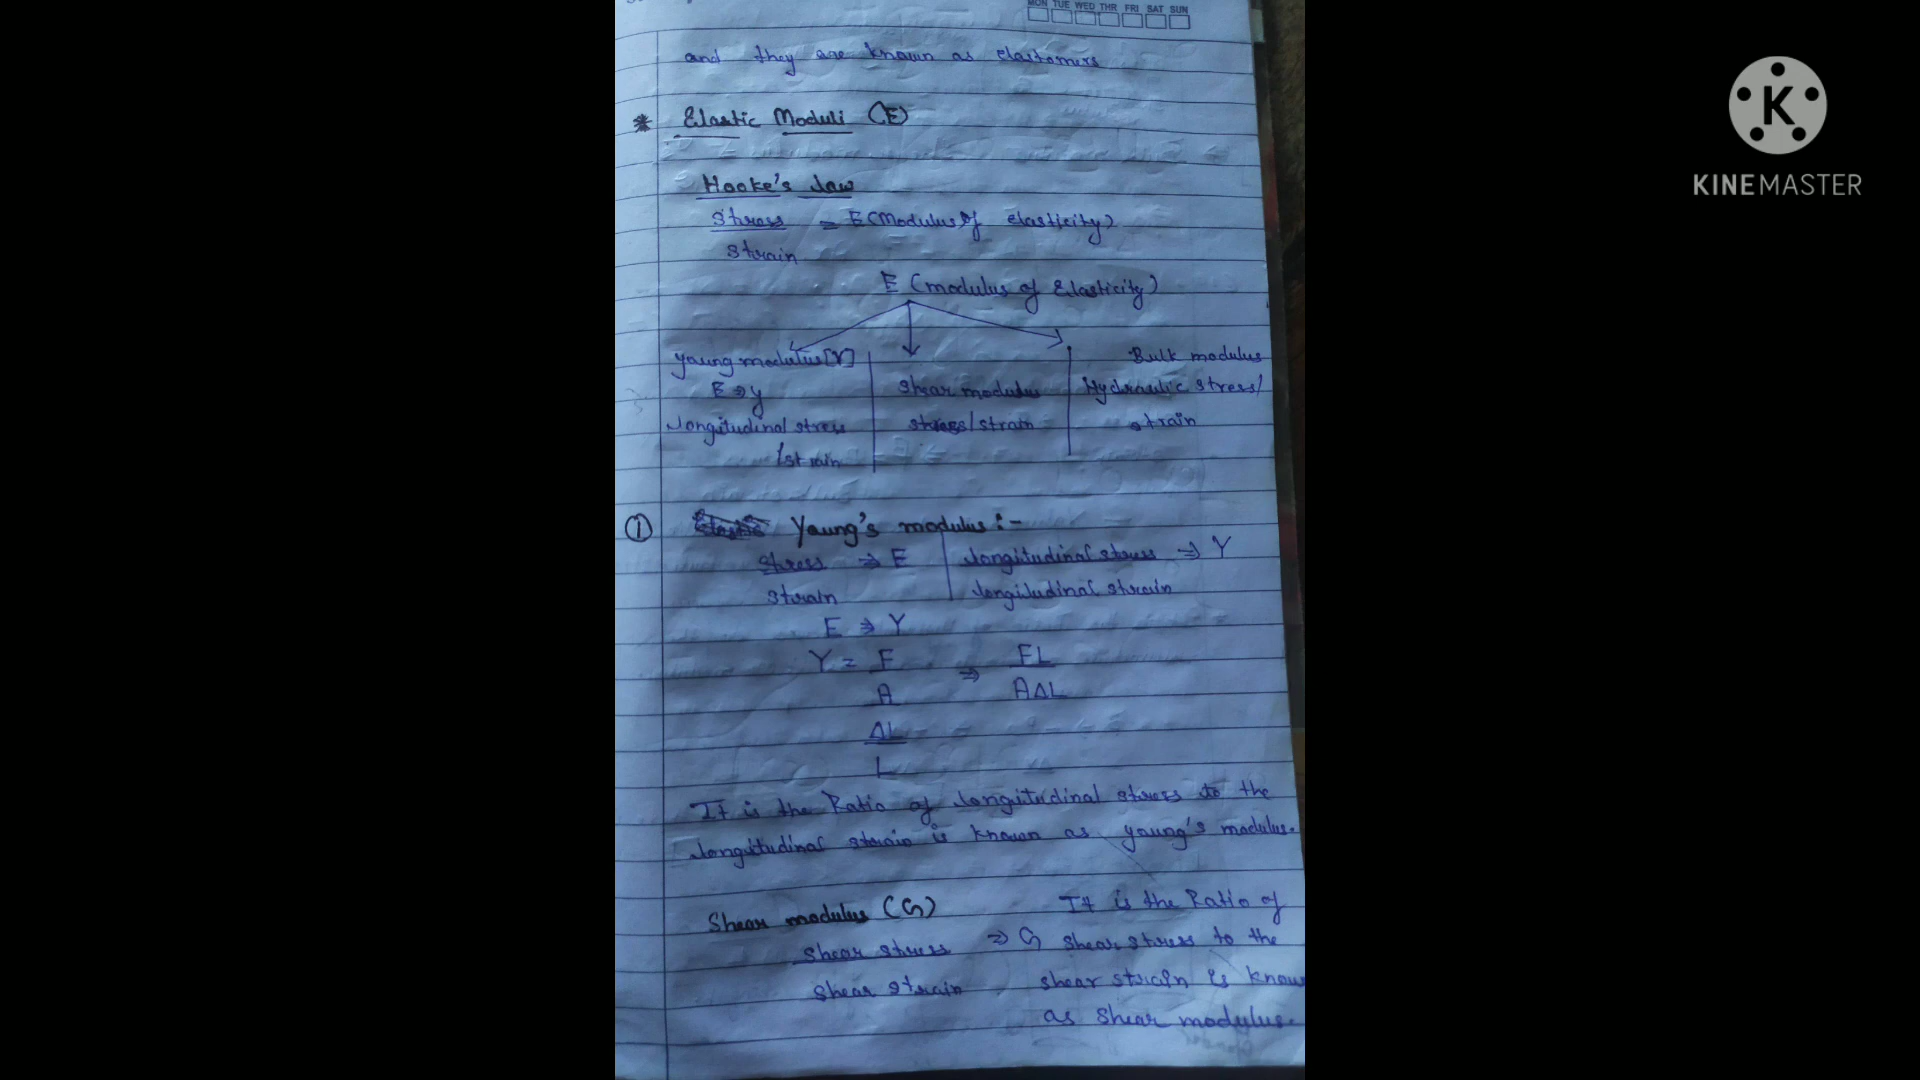 MON TUE WED THR FRI SAT SUN
and they are known as elastomers
* Elastic Moduli (E)
Hooke's law
Stress = E (Modulus of elasticity)
strain
E (modulus of Elasticity)
young modulus [Y]
E ⇒ y
longitudinal stress
/strain
shear modulus
stress/strain
Bulk modulus
Hydraulic stress/
strain
① Young's modulus :-
stress ⇒ E
strain
longitudinal stress ⇒ Y
longitudinal strain
E ⇒ Y
Y = F
A
ΔL
L
⇒ FL
AΔL
It is the Ratio of longitudinal stress to the
longitudinal strain is known as young's modulus.
Shear modulus (G)
shear stress ⇒ G
shear strain
It is the Ratio of
shear stress to the
shear strain is know
as shear modulus.
KINEMASTER